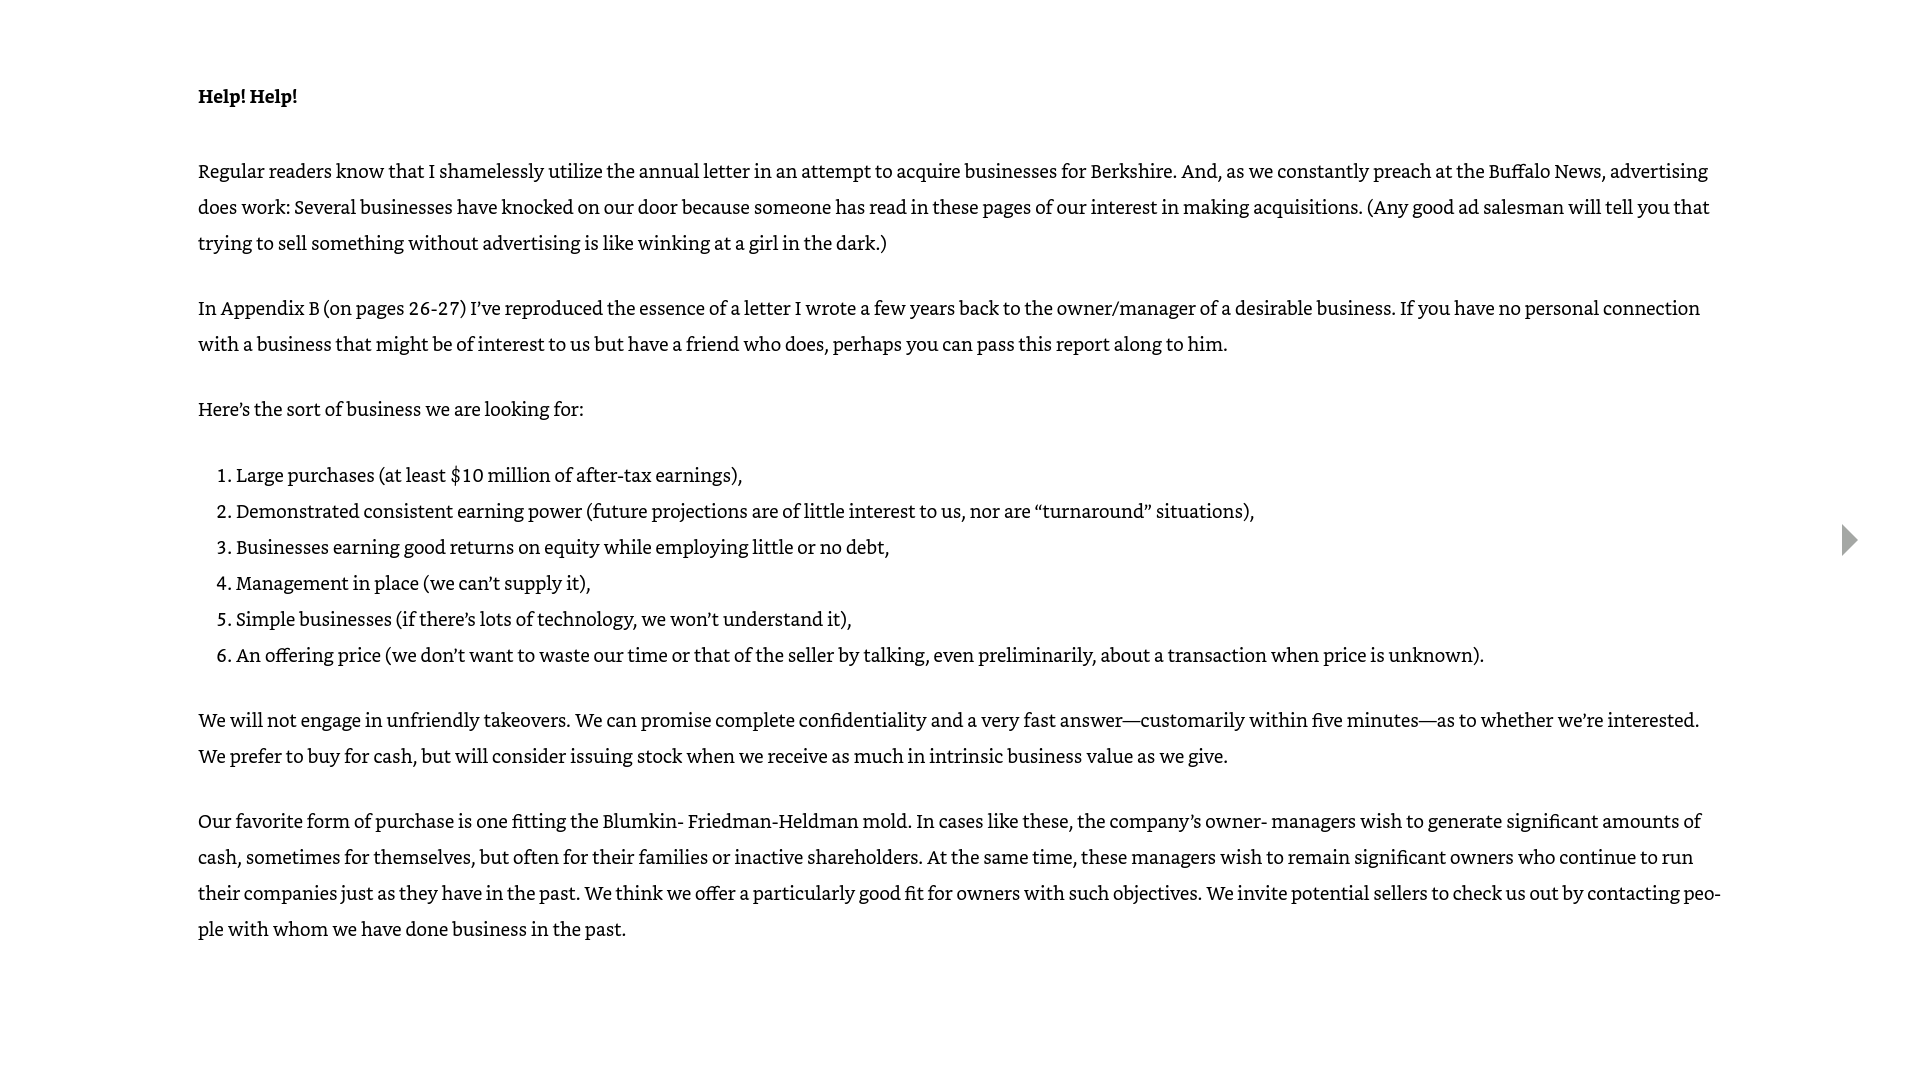 Help! Help!
Regular readers know that I shamelessly utilize the annual letter in an attempt to acquire businesses for Berkshire. And, as we constantly preach at the Buffalo News, advertising
does work: Several businesses have knocked on our door because someone has read in these pages of our interest in making acquisitions. (Any good ad salesman will tell you that
trying to sell something without advertising is like winking at a girl in the dark.)
In Appendix B (on pages 26-27) I’ve reproduced the essence of a letter I wrote a few years back to the owner/manager of a desirable business. If you have no personal connection
with a business that might be of interest to us but have a friend who does, perhaps you can pass this report along to him.
Here’s the sort of business we are looking for:
1. Large purchases (at least $10 million of after-tax earnings),
2. Demonstrated consistent earning power (future projections are of little interest to us, nor are “turnaround” situations),
3. Businesses earning good returns on equity while employing little or no debt,
4. Management in place (we can’t supply it),
5. Simple businesses (if there’s lots of technology, we won’t understand it),
6. An offering price (we don’t want to waste our time or that of the seller by talking, even preliminarily, about a transaction when price is unknown).
We will not engage in unfriendly takeovers. We can promise complete confidentiality and a very fast answer—customarily within five minutes—as to whether we’re interested.
We prefer to buy for cash, but will consider issuing stock when we receive as much in intrinsic business value as we give.
Our favorite form of purchase is one fitting the Blumkin- Friedman-Heldman mold. In cases like these, the company’s owner- managers wish to generate significant amounts of
cash, sometimes for themselves, but often for their families or inactive shareholders. At the same time, these managers wish to remain significant owners who continue to run
their companies just as they have in the past. We think we offer a particularly good fit for owners with such objectives. We invite potential sellers to check us out by contacting peo-
ple with whom we have done business in the past.